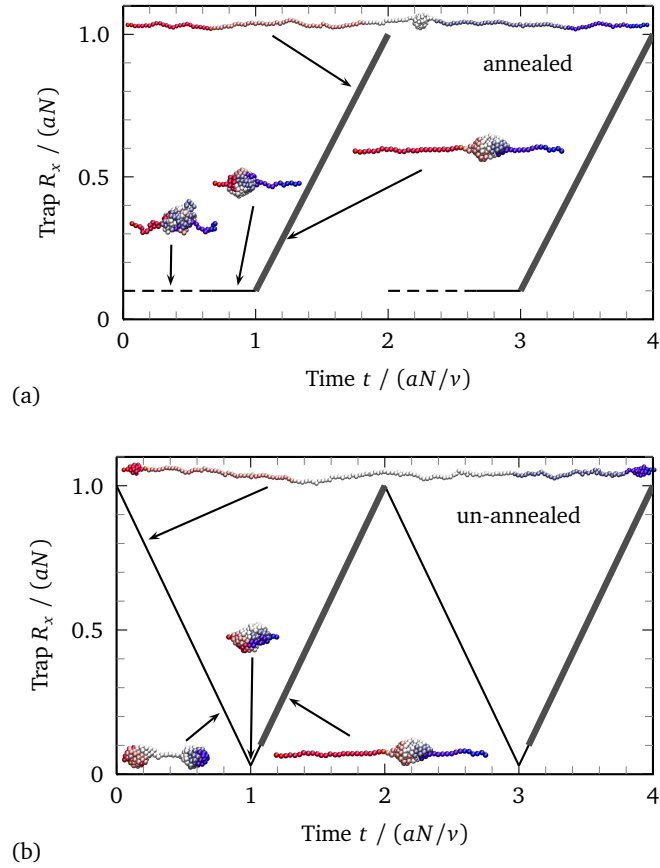 1.0
annealed
Trap R_x / (aN)
0.5
0
0 1 2 3 4
Time t / (aN/v)
(a)
1.0
un-annealed
Trap R_x / (aN)
0.5
0
0 1 2 3 4
Time t / (aN/v)
(b)